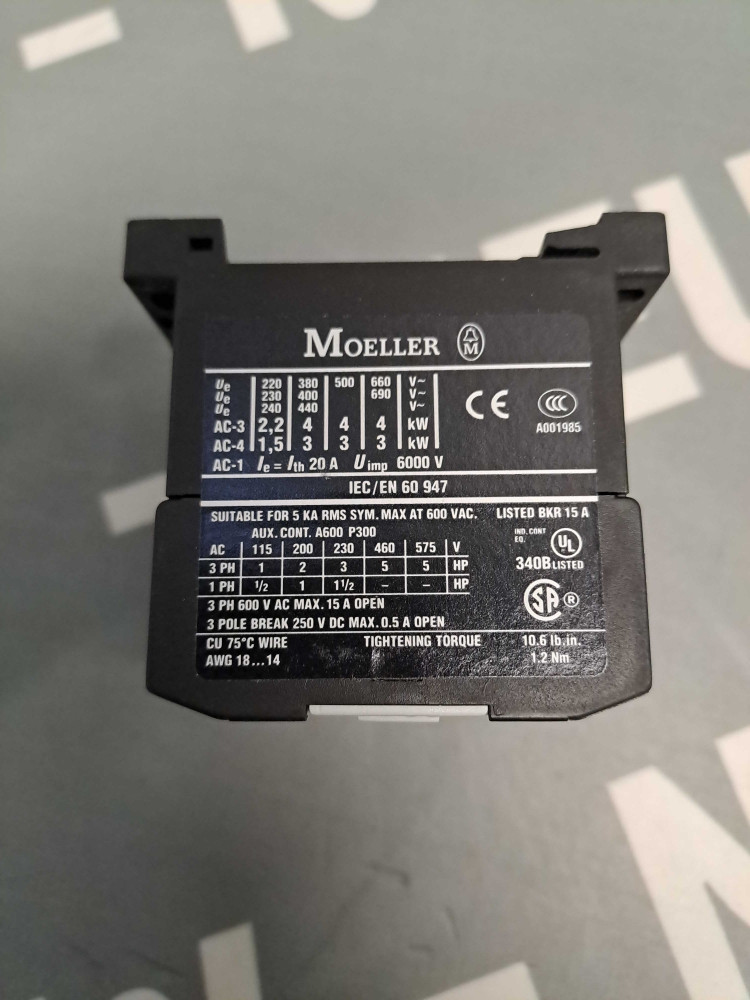 MOELLER
M
Ue 220 380 500 660 V~
Ue 230 400 690 V~
Ue 240 440 V~
AC-3 2,2 4 4 4 kW
AC-4 1,5 3 3 3 kW
AC-1 Ie = Ith 20 A Uimp 6000 V
CE
CCC
A001985
IEC/EN 60 947
SUITABLE FOR 5 KA RMS SYM. MAX AT 600 VAC. LISTED BKR 15 A
AUX. CONT. A600 P300
IND. CONT
EQ.
UL
340B LISTED
AC 115 200 230 460 575 V
3 PH 1 2 3 5 5 HP
1 PH 1/2 1 1 1/2 – – HP
SA ®
3 PH 600 V AC MAX. 15 A OPEN
3 POLE BREAK 250 V DC MAX. 0.5 A OPEN
CU 75°C WIRE TIGHTENING TORQUE 10.6 lb.in.
AWG 18...14 1.2 Nm